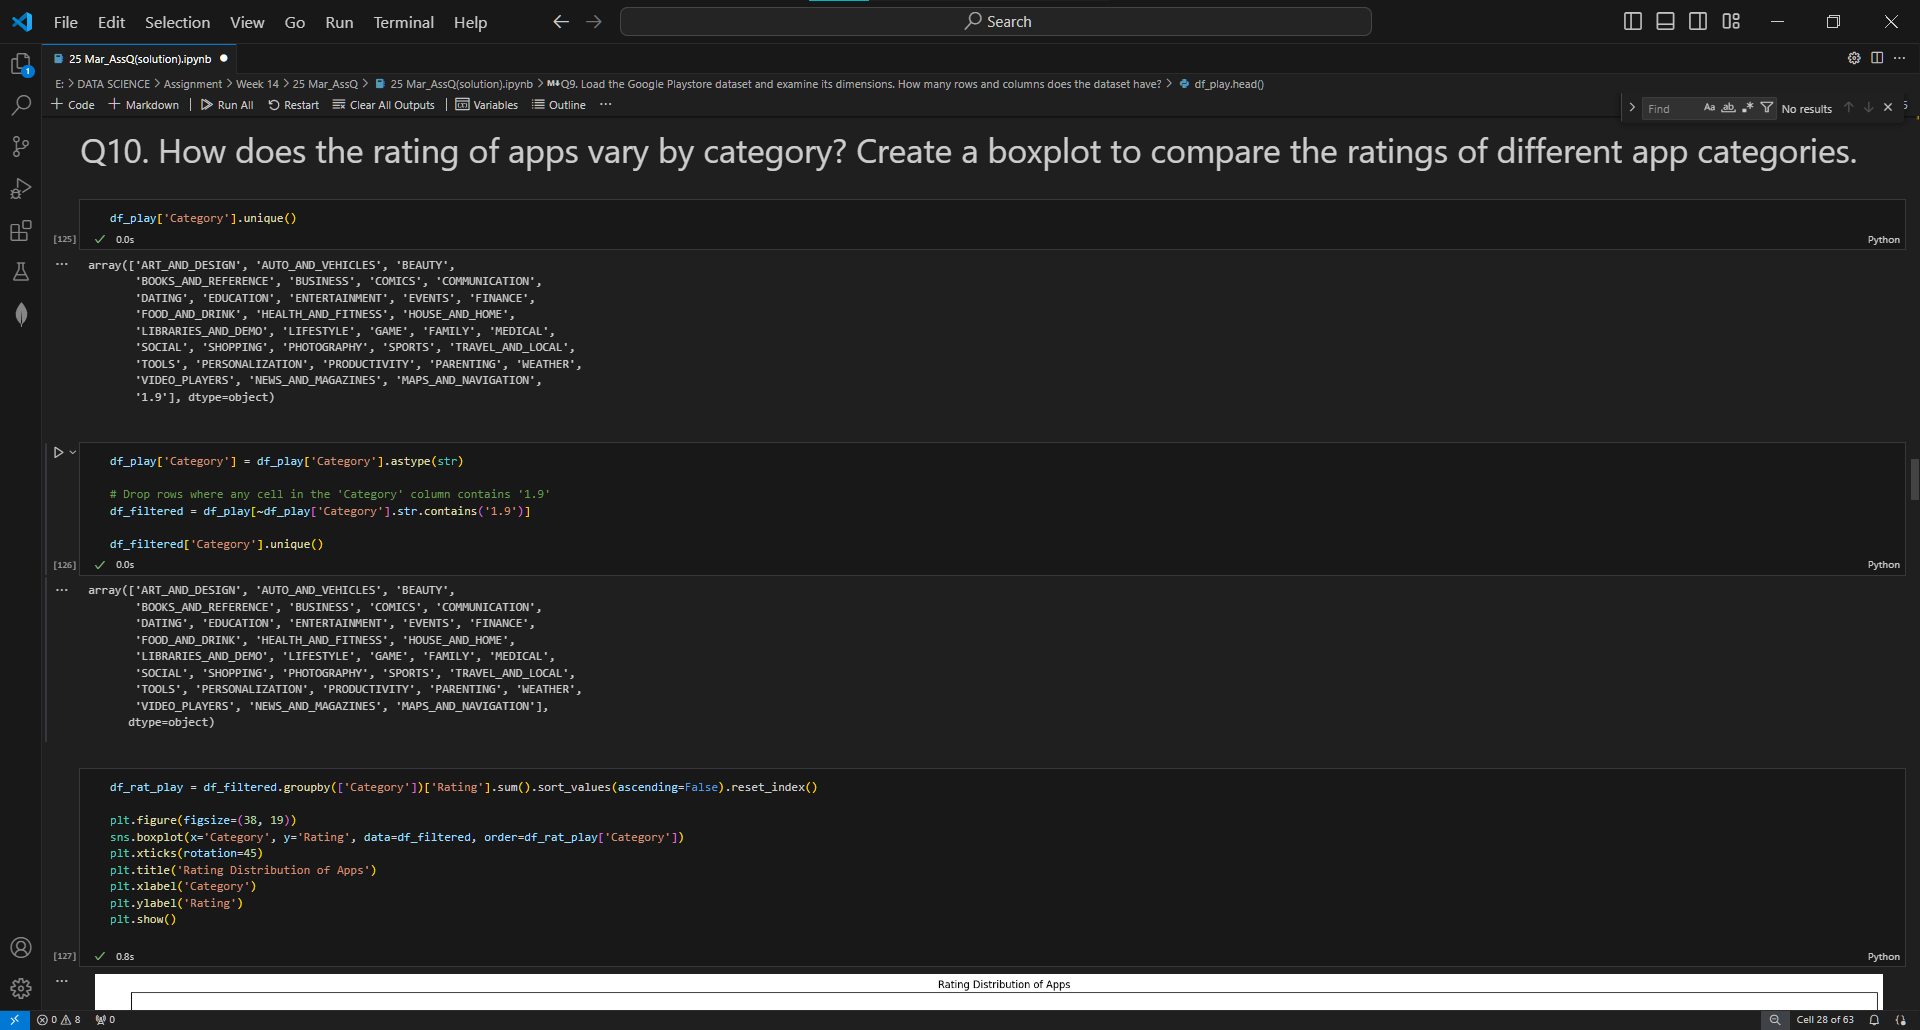 File Edit Selection View Go Run Terminal Help
Search
25 Mar_AssQ(solution).ipynb
1
E: > DATA SCIENCE > Assignment > Week 14 > 25 Mar_AssQ > 25 Mar_AssQ(solution).ipynb > M↓Q9. Load the Google Playstore dataset and examine its dimensions. How many rows and columns does the dataset have? > df_play.head()
+ Code + Markdown | Run All Restart Clear All Outputs | Variables Outline ...
> Find Aa ab .* No results
Q10. How does the rating of apps vary by category? Create a boxplot to compare the ratings of different app categories.
df_play['Category'].unique()
[125] ✓ 0.0s Python
... array(['ART_AND_DESIGN', 'AUTO_AND_VEHICLES', 'BEAUTY',
'BOOKS_AND_REFERENCE', 'BUSINESS', 'COMICS', 'COMMUNICATION',
'DATING', 'EDUCATION', 'ENTERTAINMENT', 'EVENTS', 'FINANCE',
'FOOD_AND_DRINK', 'HEALTH_AND_FITNESS', 'HOUSE_AND_HOME',
'LIBRARIES_AND_DEMO', 'LIFESTYLE', 'GAME', 'FAMILY', 'MEDICAL',
'SOCIAL', 'SHOPPING', 'PHOTOGRAPHY', 'SPORTS', 'TRAVEL_AND_LOCAL',
'TOOLS', 'PERSONALIZATION', 'PRODUCTIVITY', 'PARENTING', 'WEATHER',
'VIDEO_PLAYERS', 'NEWS_AND_MAGAZINES', 'MAPS_AND_NAVIGATION',
'1.9'], dtype=object)
df_play['Category'] = df_play['Category'].astype(str)
# Drop rows where any cell in the 'Category' column contains '1.9'
df_filtered = df_play[~df_play['Category'].str.contains('1.9')]
df_filtered['Category'].unique()
[126] ✓ 0.0s Python
... array(['ART_AND_DESIGN', 'AUTO_AND_VEHICLES', 'BEAUTY',
'BOOKS_AND_REFERENCE', 'BUSINESS', 'COMICS', 'COMMUNICATION',
'DATING', 'EDUCATION', 'ENTERTAINMENT', 'EVENTS', 'FINANCE',
'FOOD_AND_DRINK', 'HEALTH_AND_FITNESS', 'HOUSE_AND_HOME',
'LIBRARIES_AND_DEMO', 'LIFESTYLE', 'GAME', 'FAMILY', 'MEDICAL',
'SOCIAL', 'SHOPPING', 'PHOTOGRAPHY', 'SPORTS', 'TRAVEL_AND_LOCAL',
'TOOLS', 'PERSONALIZATION', 'PRODUCTIVITY', 'PARENTING', 'WEATHER',
'VIDEO_PLAYERS', 'NEWS_AND_MAGAZINES', 'MAPS_AND_NAVIGATION'],
dtype=object)
df_rat_play = df_filtered.groupby(['Category'])['Rating'].sum().sort_values(ascending=False).reset_index()
plt.figure(figsize=(38, 19))
sns.boxplot(x='Category', y='Rating', data=df_filtered, order=df_rat_play['Category'])
plt.xticks(rotation=45)
plt.title('Rating Distribution of Apps')
plt.xlabel('Category')
plt.ylabel('Rating')
plt.show()
[127] ✓ 0.8s Python
...
Rating Distribution of Apps
0 8 0 Cell 28 of 63